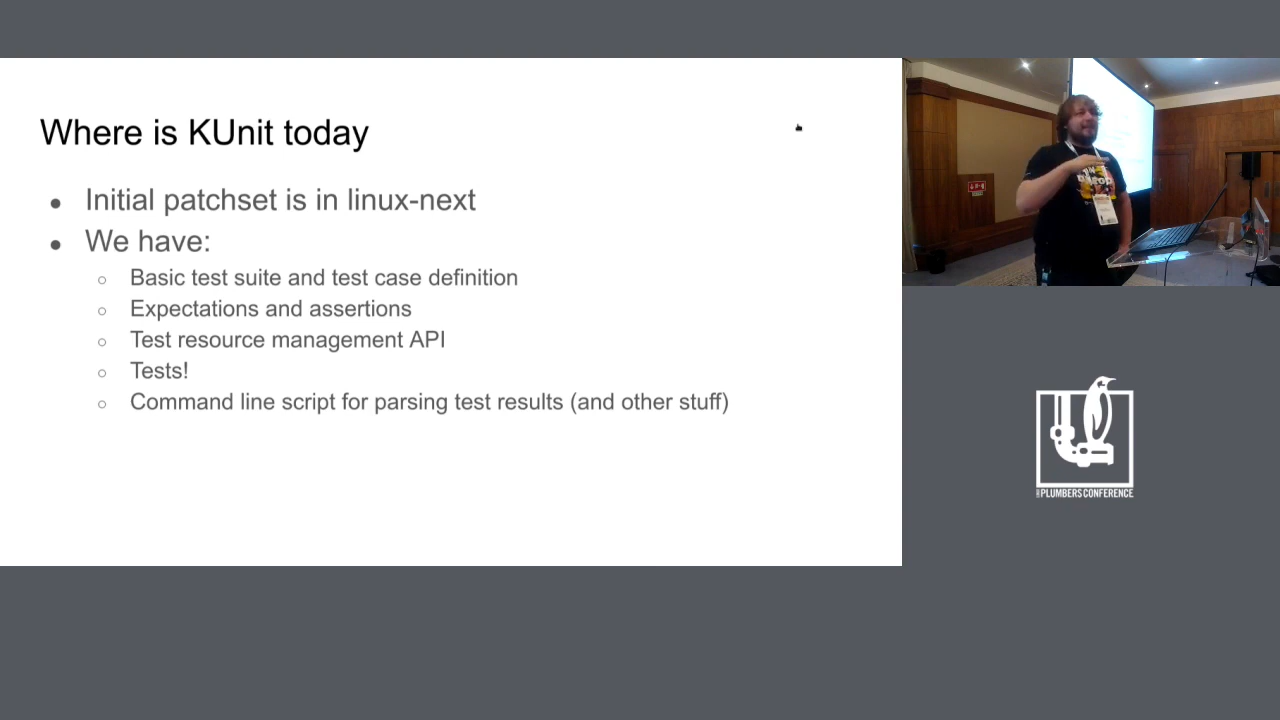 Where is KUnit today
● Initial patchset is in linux-next
● We have:
○ Basic test suite and test case definition
○ Expectations and assertions
○ Test resource management API
○ Tests!
○ Command line script for parsing test results (and other stuff)
PLUMBERS CONFERENCE